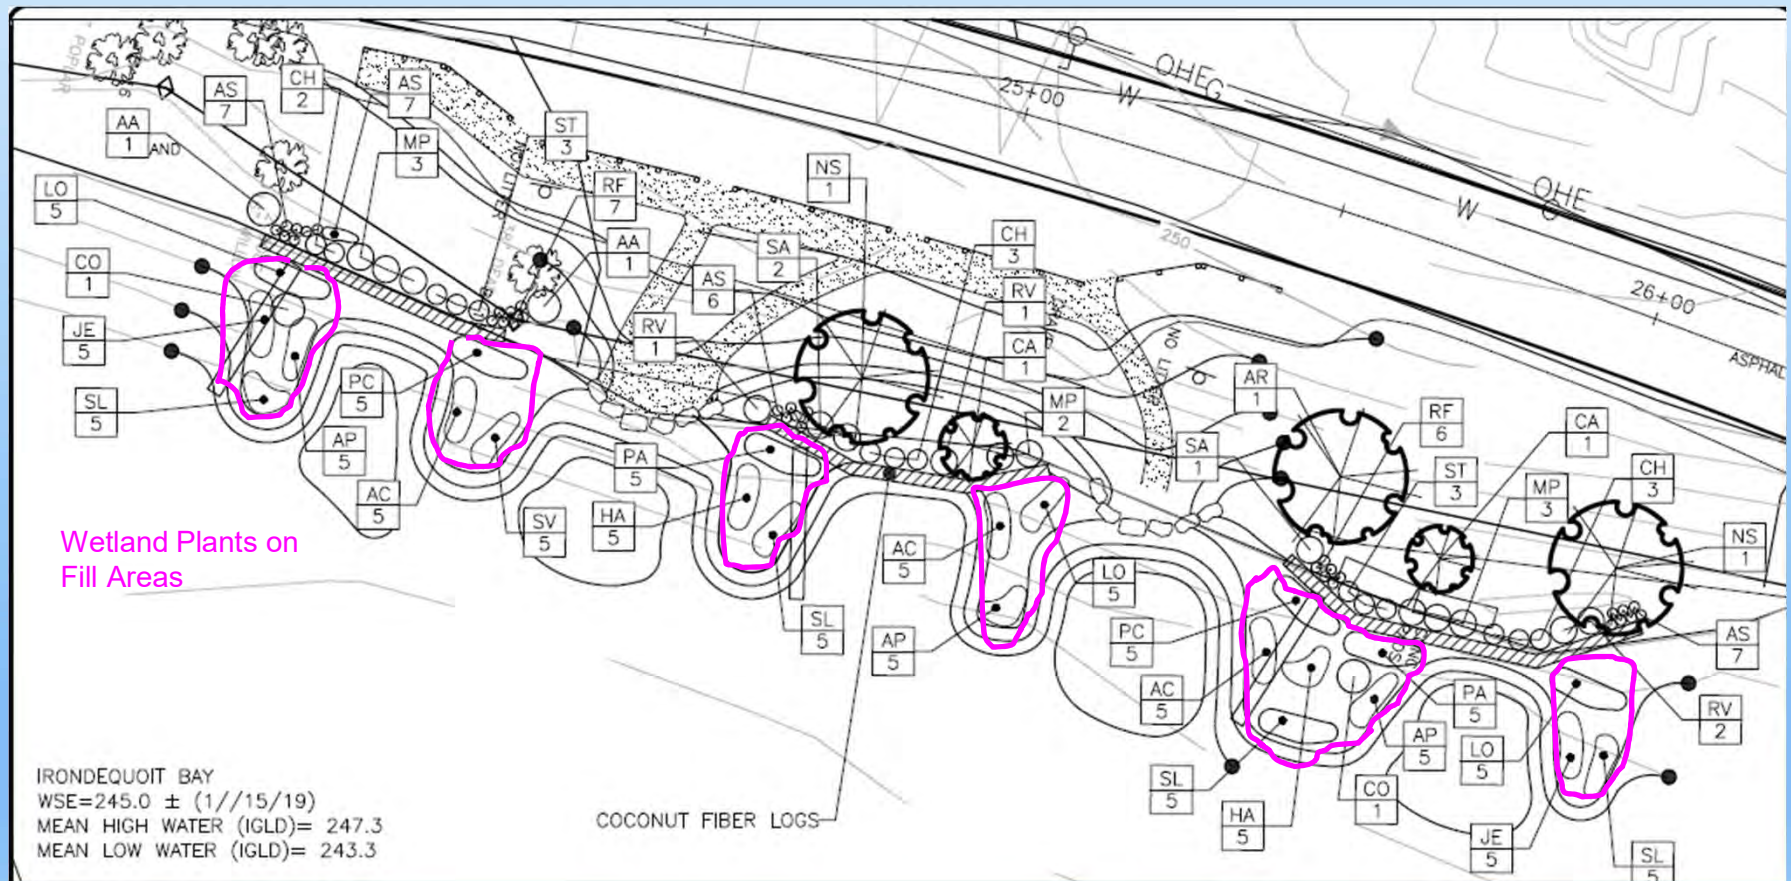 POPLAR
CH
2
AS
7
AS
7
AA
1
AND
MP
3
ST
3
LO
5
RF
7
NS
1
OHE
G
25+00
W
OHE
W
250
26+00
ASPHAL
NO LITTER
CO
1
AA
1
SA
2
CH
3
AS
6
RV
1
RV
1
CA
1
JE
5
SL
5
PC
5
AP
5
AC
5
SV
5
PA
5
HA
5
MP
2
NO LIT
AR
1
SA
1
RF
6
CA
1
ST
3
MP
3
CH
3
NS
1
AC
5
LO
5
AP
5
SL
5
PC
5
AC
5
AS
7
PA
5
AP
5
LO
5
RV
2
SL
5
HA
5
CO
1
JE
5
SL
5
Wetland Plants on
Fill Areas
IRONDEQUOIT BAY
WSE=245.0 ± (1//15/19)
MEAN HIGH WATER (IGLD)= 247.3
MEAN LOW WATER (IGLD)= 243.3
COCONUT FIBER LOGS